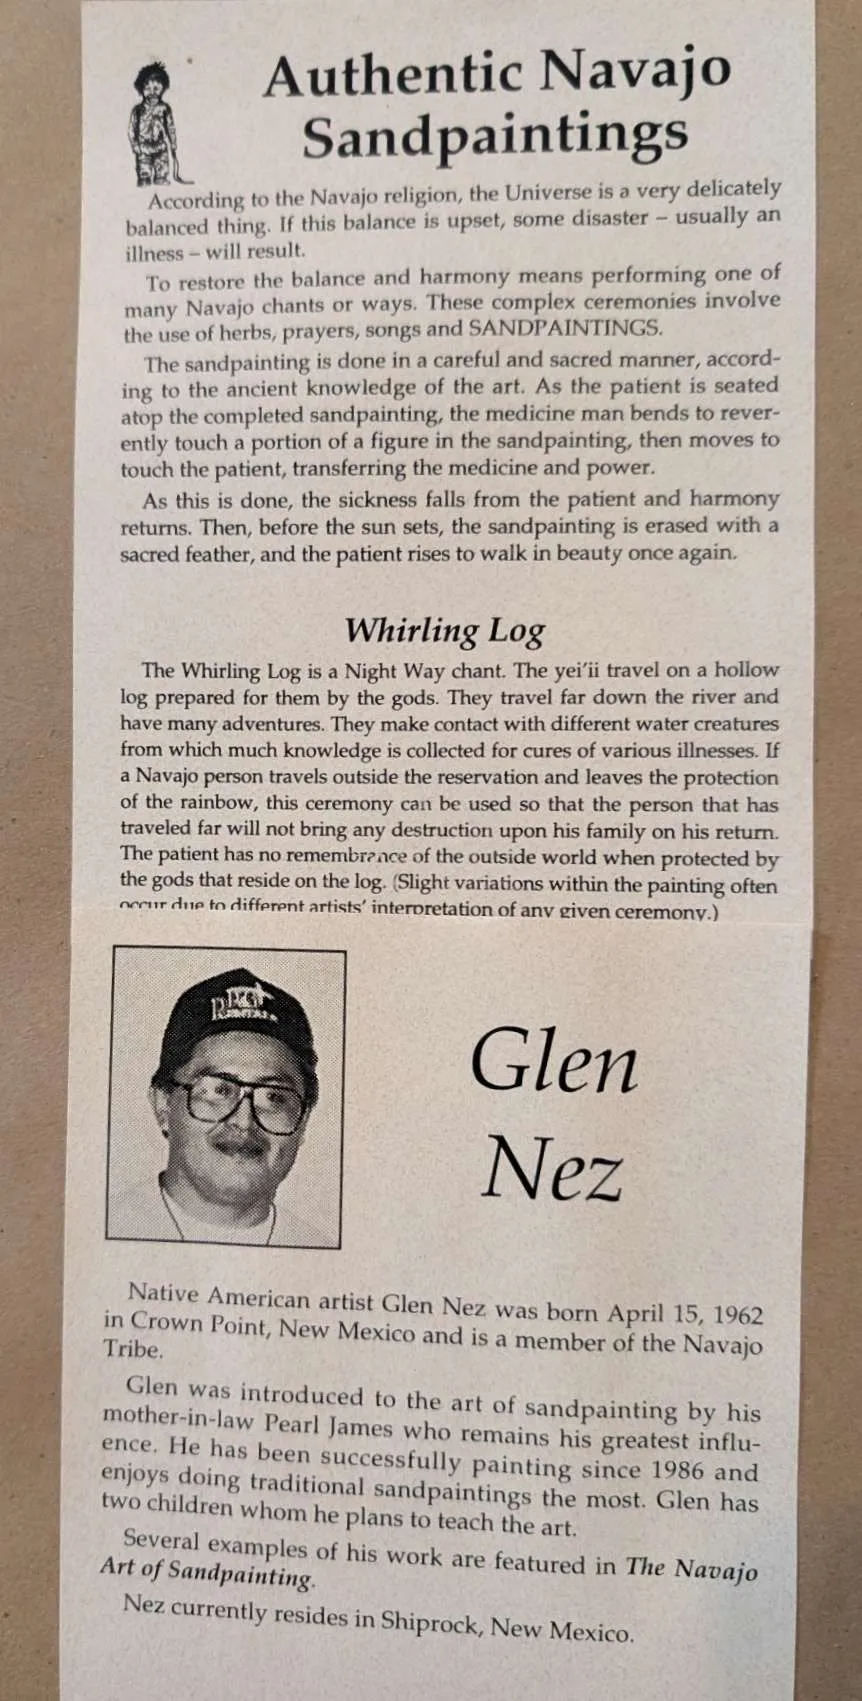 Authentic Navajo
Sandpaintings
According to the Navajo religion, the Universe is a very delicately
balanced thing. If this balance is upset, some disaster – usually an
illness – will result.
To restore the balance and harmony means performing one of
many Navajo chants or ways. These complex ceremonies involve
the use of herbs, prayers, songs and SANDPAINTINGS.
The sandpainting is done in a careful and sacred manner, accord-
ing to the ancient knowledge of the art. As the patient is seated
atop the completed sandpainting, the medicine man bends to rever-
ently touch a portion of a figure in the sandpainting, then moves to
touch the patient, transferring the medicine and power.
As this is done, the sickness falls from the patient and harmony
returns. Then, before the sun sets, the sandpainting is erased with a
sacred feather, and the patient rises to walk in beauty once again.
Whirling Log
The Whirling Log is a Night Way chant. The yei'ii travel on a hollow
log prepared for them by the gods. They travel far down the river and
have many adventures. They make contact with different water creatures
from which much knowledge is collected for cures of various illnesses. If
a Navajo person travels outside the reservation and leaves the protection
of the rainbow, this ceremony can be used so that the person that has
traveled far will not bring any destruction upon his family on his return.
The patient has no remembrance of the outside world when protected by
the gods that reside on the log. (Slight variations within the painting often
occur due to different artists' interpretation of any given ceremony.)
Glen
Nez
Native American artist Glen Nez was born April 15, 1962
in Crown Point, New Mexico and is a member of the Navajo
Tribe.
Glen was introduced to the art of sandpainting by his
mother-in-law Pearl James who remains his greatest influ-
ence. He has been successfully painting since 1986 and
enjoys doing traditional sandpaintings the most. Glen has
two children whom he plans to teach the art.
Several examples of his work are featured in The Navajo
Art of Sandpainting.
Nez currently resides in Shiprock, New Mexico.